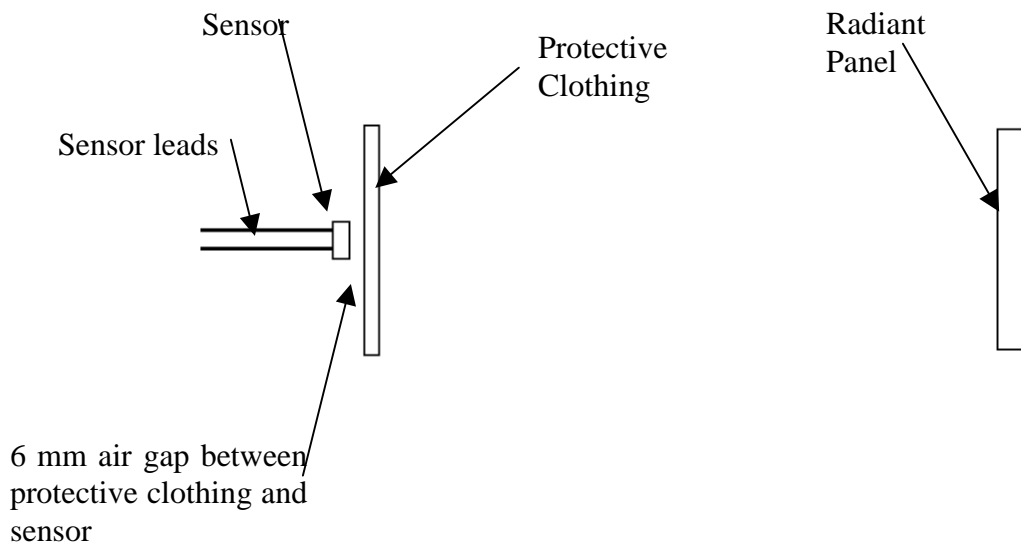 Sensor
Protective
Clothing
Radiant
Panel
Sensor leads
6 mm air gap between
protective clothing and
sensor